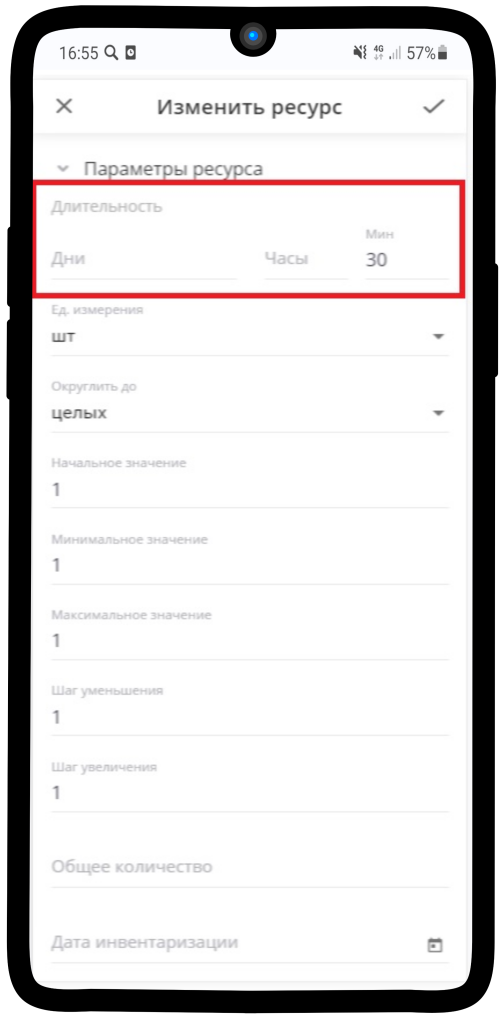 16:55 4G 57%
Изменить ресурс
Параметры ресурса
Длительность
Мин
Дни Часы 30
Ед. измерения
шт
Округлить до
целых
Начальное значение
1
Минимальное значение
1
Максимальное значение
1
Шаг уменьшения
1
Шаг увеличения
1
Общее количество
Дата инвентаризации